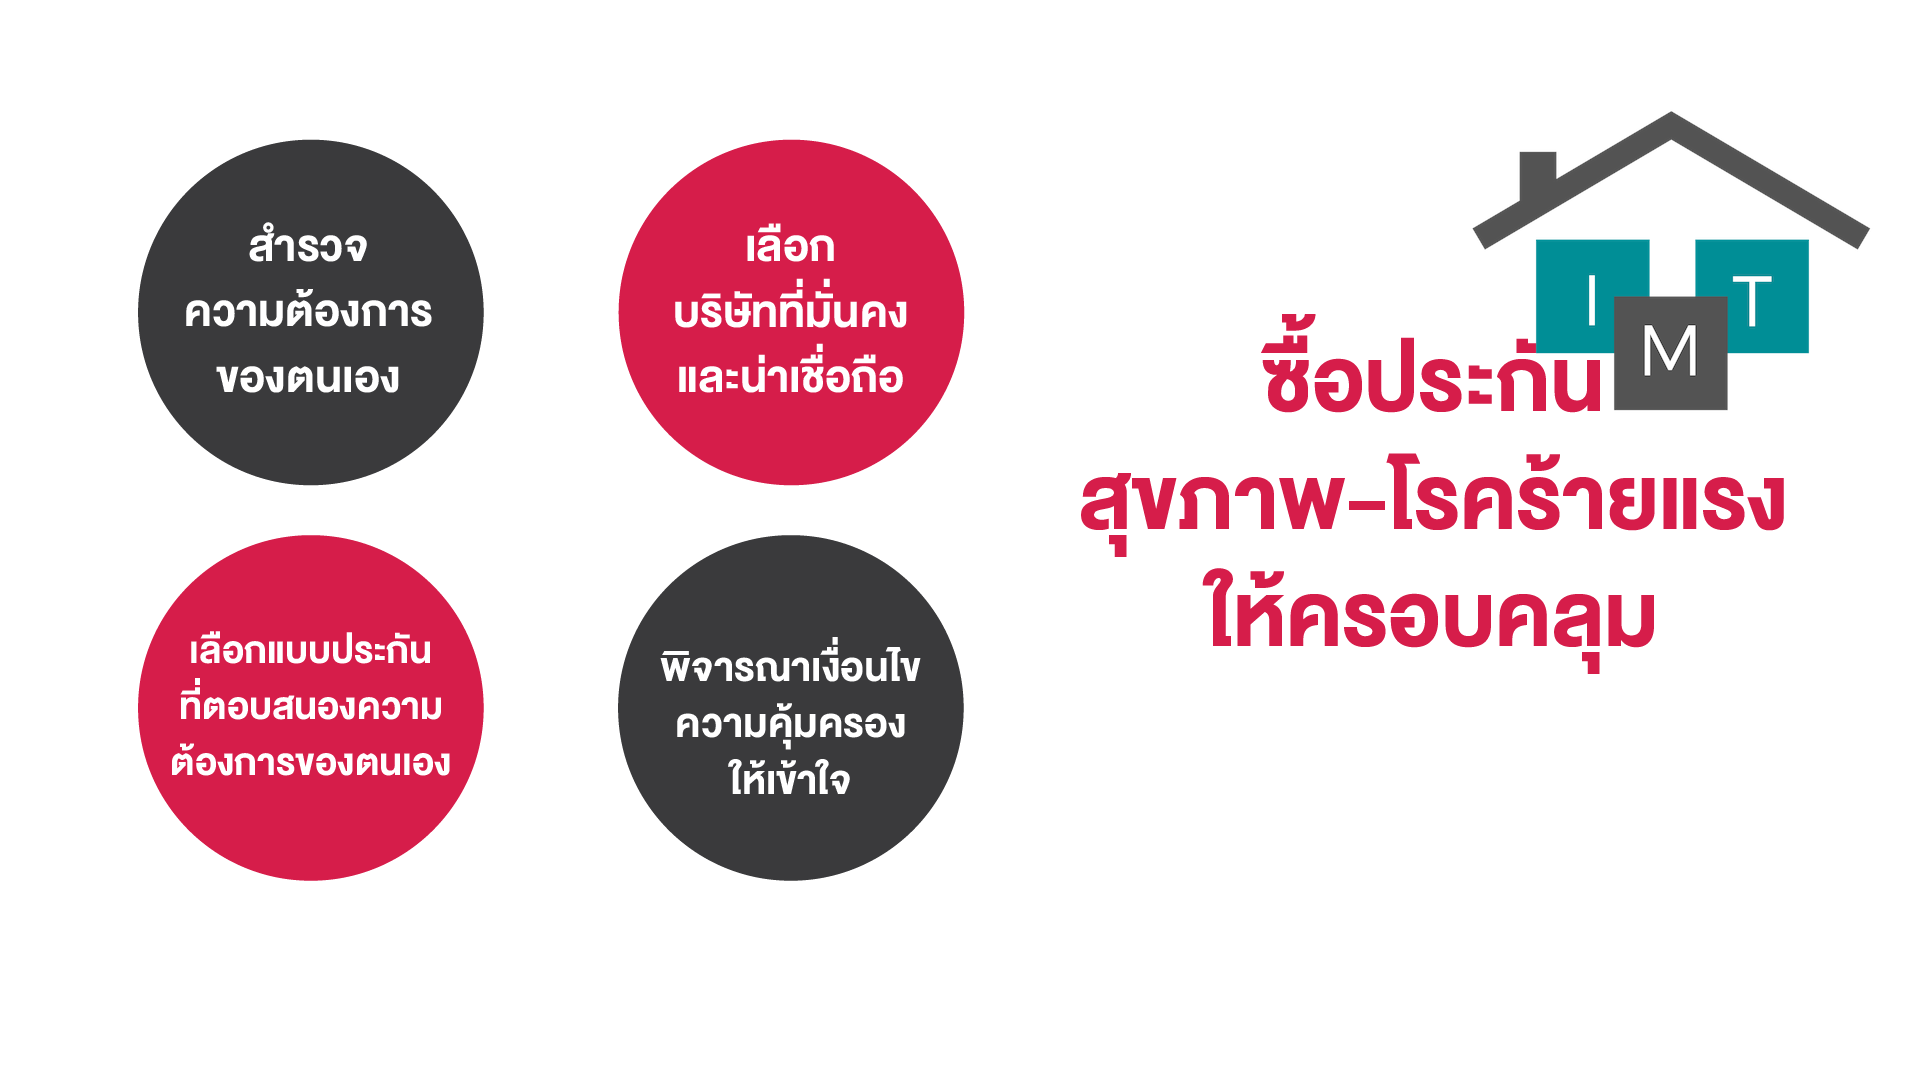 สำรวจ
ความต้องการ
ของตนเอง
เลือก
บริษัทที่มั่นคง
และน่าเชื่อถือ
เลือกแบบประกัน
ที่ตอบสนองความ
ต้องการของตนเอง
พิจารณาเงื่อนไข
ความคุ้มครอง
ให้เข้าใจ
I M T
ซื้อประกัน
สุขภาพ-โรคร้ายแรง
ให้ครอบคลุม